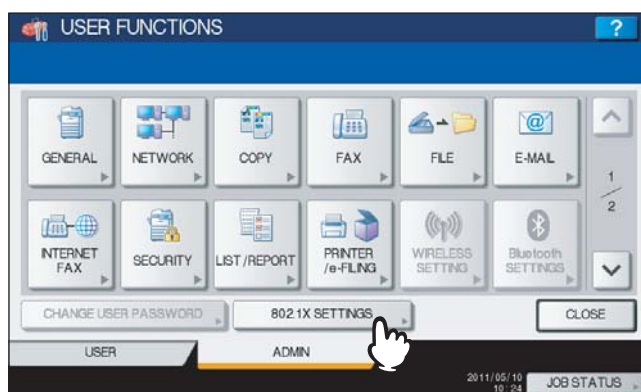 USER FUNCTIONS ?
GENERAL NETWORK COPY FAX FILE E-MAIL
1
2
INTERNET FAX SECURITY LIST/REPORT PRINTER /e-FILING WIRELESS SETTING Bluetooth SETTINGS
CHANGE USER PASSWORD 802.1X SETTINGS CLOSE
USER ADMIN
2011/05/10
10:24 JOB STATUS